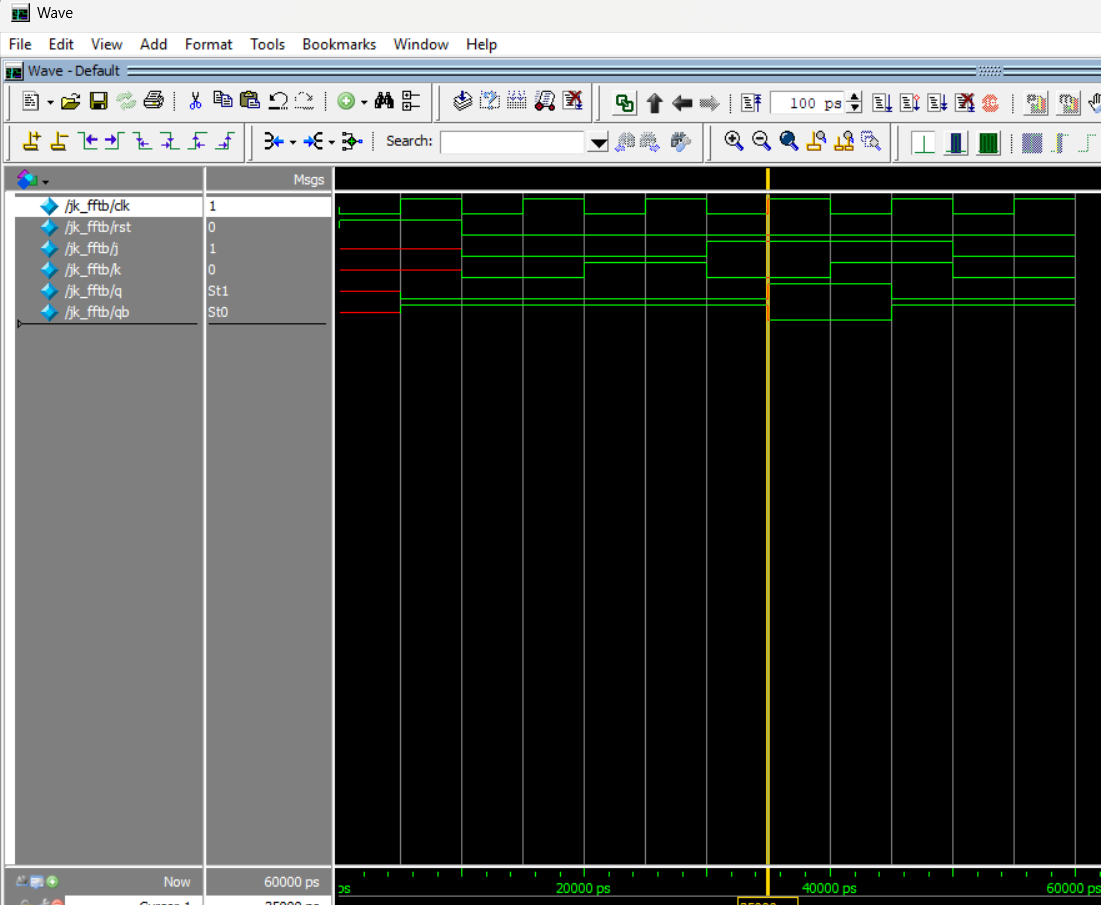 Wave
File Edit View Add Format Tools Bookmarks Window Help
Wave - Default
100 ps
Search:
Msgs
/jk_fftb/clk 1
/jk_fftb/rst 0
/jk_fftb/j 1
/jk_fftb/k 0
/jk_fftb/q St1
/jk_fftb/qb St0
Now 60000 ps
ps 20000 ps 40000 ps 60000 ps
Cursor 1 35000 ps